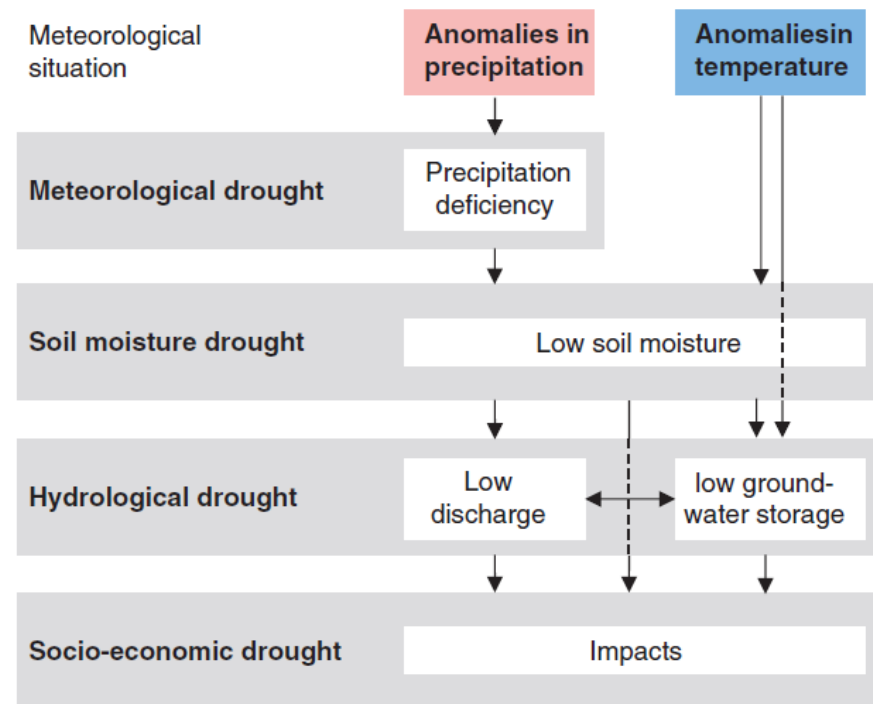 Meteorological
situation
Anomalies in
precipitation
Anomaliesin
temperature
Meteorological drought
Precipitation
deficiency
Soil moisture drought
Low soil moisture
Hydrological drought
Low
discharge
low ground-
water storage
Socio-economic drought
Impacts